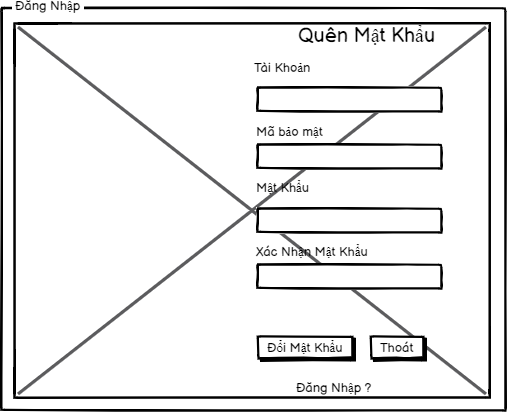 Đăng Nhập
Quên Mật Khẩu
Tài Khoản
Mã bảo mật
Mật Khẩu
Xác Nhận Mật Khẩu
Đổi Mật Khẩu
Thoát
Đăng Nhập ?